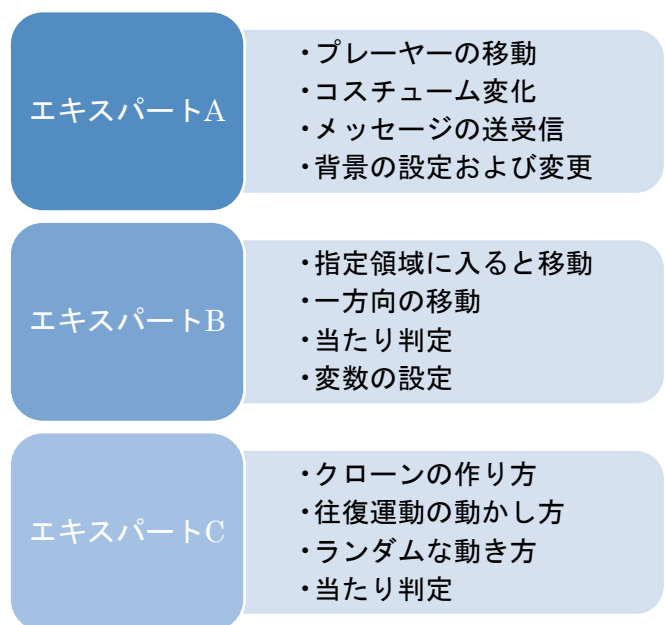 エキスパートA
・プレーヤーの移動
・コスチューム変化
・メッセージの送受信
・背景の設定および変更
エキスパートB
・指定領域に入ると移動
・一方向の移動
・当たり判定
・変数の設定
エキスパートC
・クローンの作り方
・往復運動の動かし方
・ランダムな動き方
・当たり判定